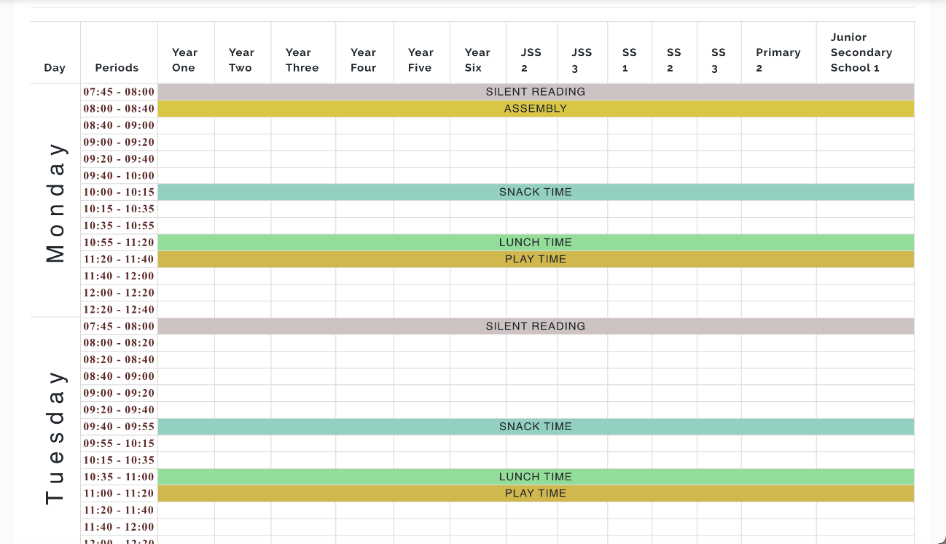 Day Periods Year One Year Two Year Three Year Four Year Five Year Six JSS 2 JSS 3 SS 1 SS 2 SS 3 Primary 2 Junior Secondary School 1
Monday
07:45 - 08:00 SILENT READING
08:00 - 08:40 ASSEMBLY
08:40 - 09:00
09:00 - 09:20
09:20 - 09:40
09:40 - 10:00
10:00 - 10:15 SNACK TIME
10:15 - 10:35
10:35 - 10:55
10:55 - 11:20 LUNCH TIME
11:20 - 11:40 PLAY TIME
11:40 - 12:00
12:00 - 12:20
12:20 - 12:40
Tuesday
07:45 - 08:00 SILENT READING
08:00 - 08:20
08:20 - 08:40
08:40 - 09:00
09:00 - 09:20
09:20 - 09:40
09:40 - 09:55 SNACK TIME
09:55 - 10:15
10:15 - 10:35
10:35 - 11:00 LUNCH TIME
11:00 - 11:20 PLAY TIME
11:20 - 11:40
11:40 - 12:00
12:00 - 12:20